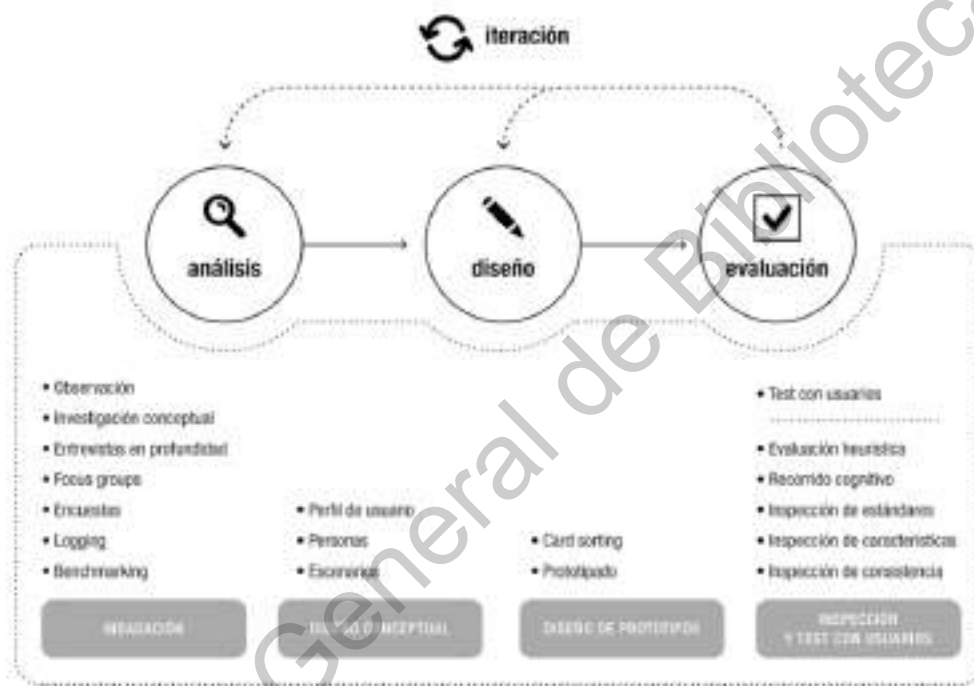 iteración
análisis
diseño
evaluación
• Observación
• Investigación conceptual
• Entrevistas en profundidad
• Focus groups
• Encuestas
• Logging
• Benchmarking
• Perfil de usuario
• Personas
• Escenarios
• Card sorting
• Prototipado
• Test con usuarios
• Evaluación heurística
• Recorrido cognitivo
• Inspección de estándares
• Inspección de características
• Inspección de consistencia
INDAGACIÓN
DISEÑO CONCEPTUAL
DISEÑO DE PROTOTIPOS
INSPECCIÓN
Y TEST CON USUARIOS
General de Bibliotec